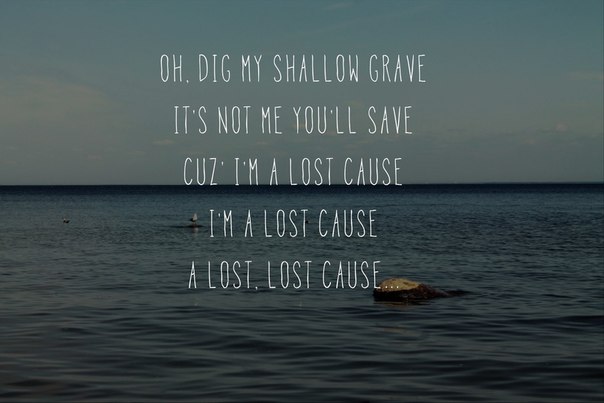 OH, DIG MY SHALLOW GRAVE
IT'S NOT ME YOU'LL SAVE
CUZ' I'M A LOST CAUSE
I'M A LOST CAUSE
A LOST, LOST CAUSE...